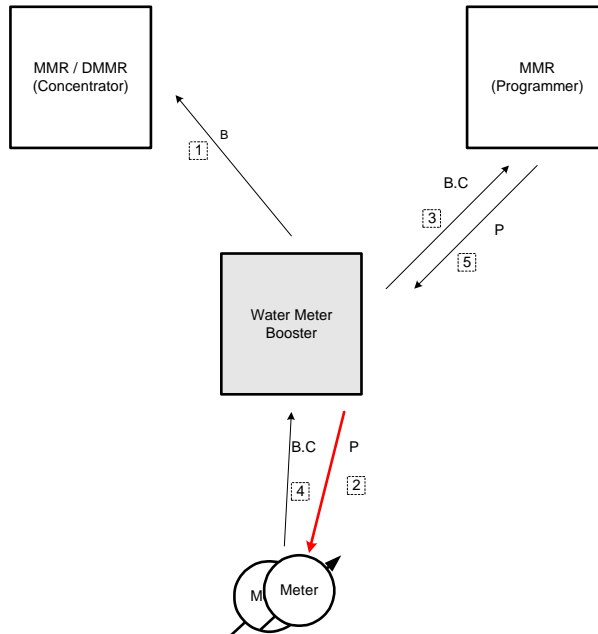 MMR / DMMR
(Concentrator)
MMR
(Programmer)
B
1
B.C
3
P
5
Water Meter
Booster
B.C
P
4
2
M
Meter